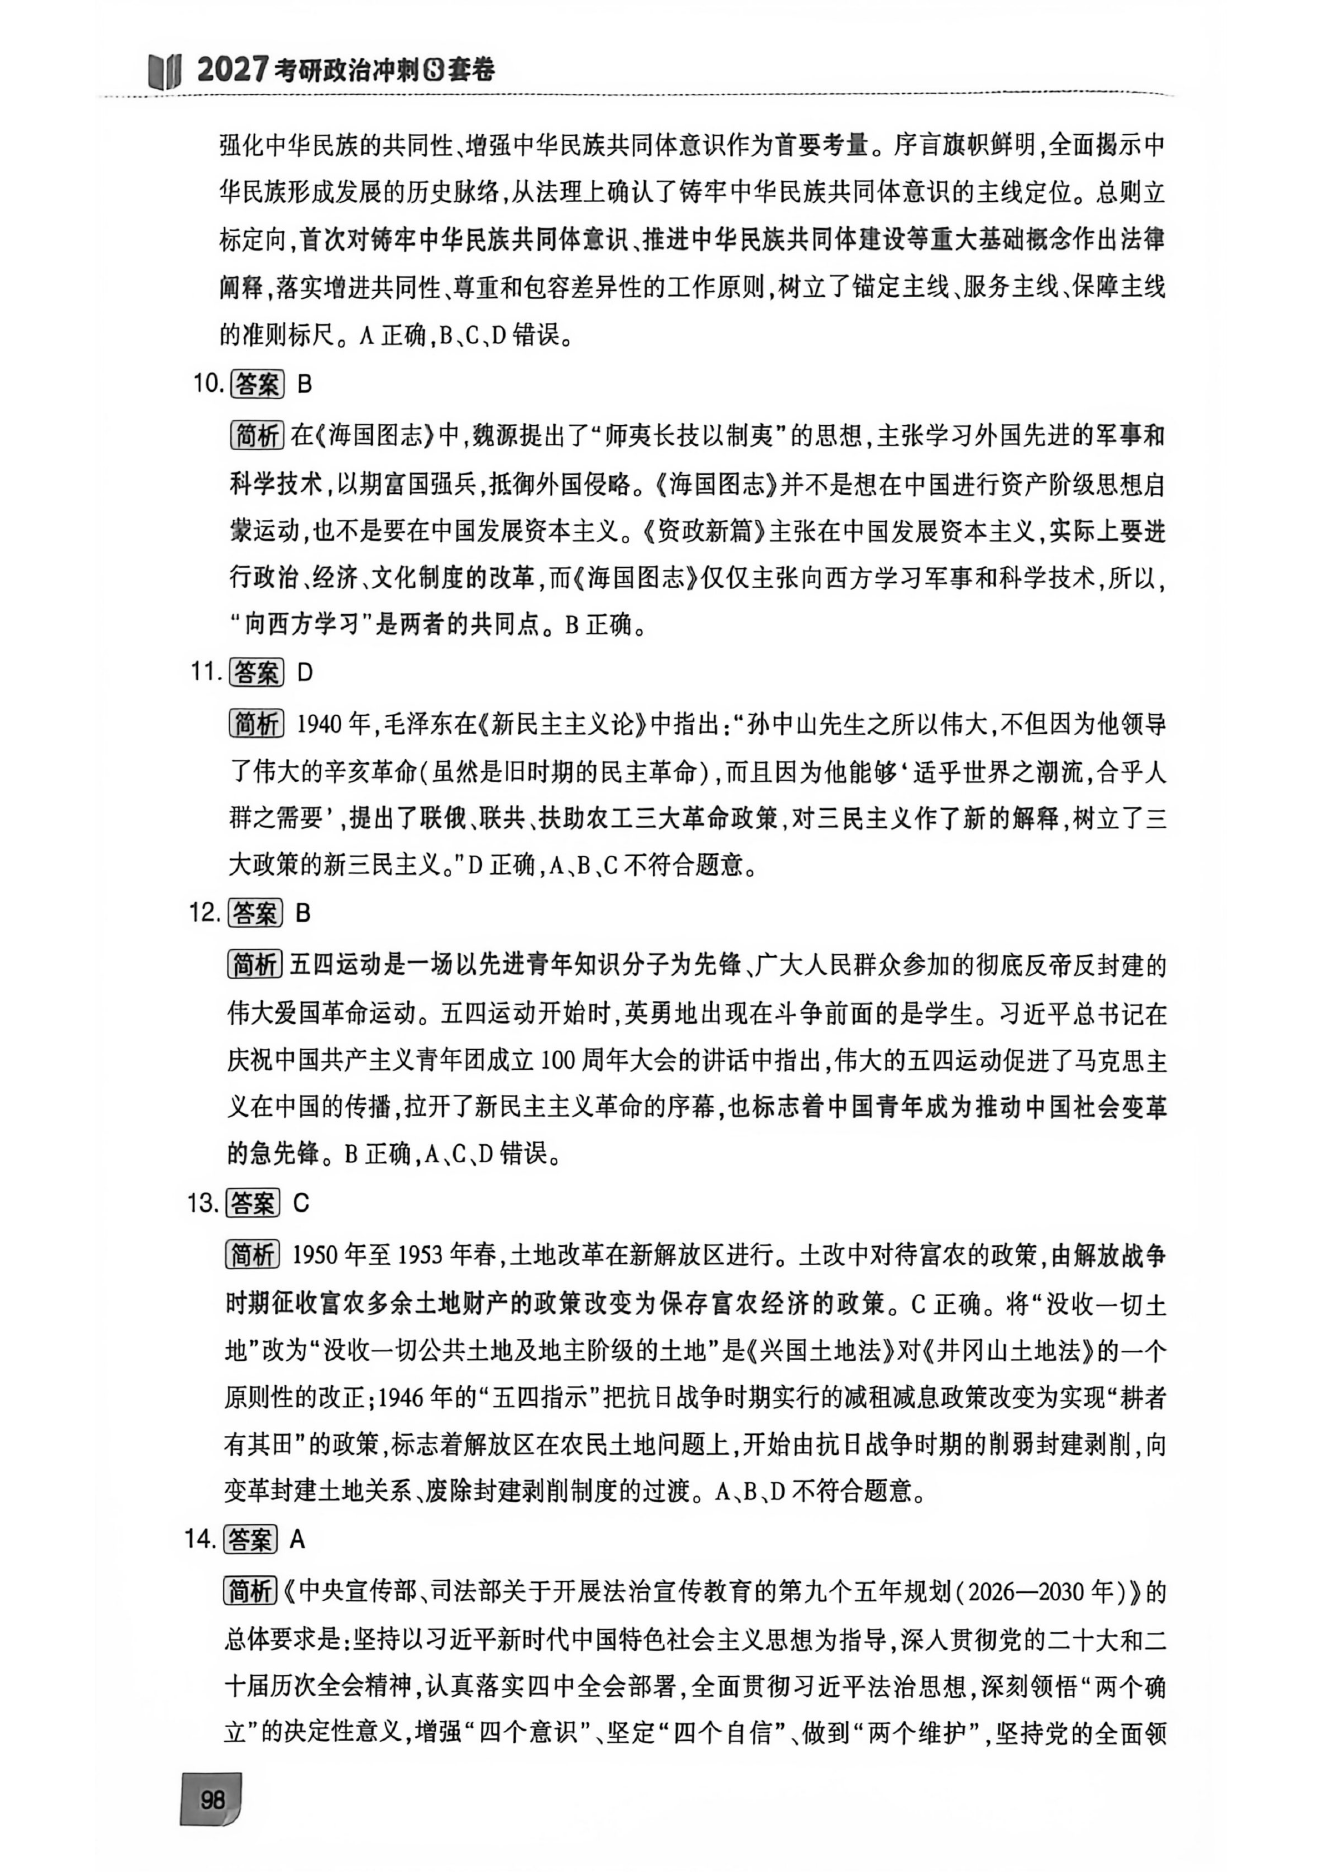 2027考研政治冲刺8套卷
强化中华民族的共同性、增强中华民族共同体意识作为首要考量。序言旗帜鲜明,全面揭示中
华民族形成发展的历史脉络,从法理上确认了铸牢中华民族共同体意识的主线定位。总则立
标定向,首次对铸牢中华民族共同体意识、推进中华民族共同体建设等重大基础概念作出法律
阐释,落实增进共同性、尊重和包容差异性的工作原则,树立了锚定主线、服务主线、保障主线
的准则标尺。A正确,B、C、D错误。
10.答案 B
简析 在《海国图志》中,魏源提出了“师夷长技以制夷”的思想,主张学习外国先进的军事和
科学技术,以期富国强兵,抵御外国侵略。《海国图志》并不是想在中国进行资产阶级思想启
蒙运动,也不是要在中国发展资本主义。《资政新篇》主张在中国发展资本主义,实际上要进
行政治、经济、文化制度的改革,而《海国图志》仅仅主张向西方学习军事和科学技术,所以,
“向西方学习”是两者的共同点。B正确。
11.答案 D
简析 1940年,毛泽东在《新民主主义论》中指出:“孙中山先生之所以伟大,不但因为他领导
了伟大的辛亥革命(虽然是旧时期的民主革命),而且因为他能够‘适乎世界之潮流,合乎人
群之需要’,提出了联俄、联共、扶助农工三大革命政策,对三民主义作了新的解释,树立了三
大政策的新三民主义。”D正确,A、B、C不符合题意。
12.答案 B
简析 五四运动是一场以先进青年知识分子为先锋、广大人民群众参加的彻底反帝反封建的
伟大爱国革命运动。五四运动开始时,英勇地出现在斗争前面的是学生。习近平总书记在
庆祝中国共产主义青年团成立100周年大会的讲话中指出,伟大的五四运动促进了马克思主
义在中国的传播,拉开了新民主主义革命的序幕,也标志着中国青年成为推动中国社会变革
的急先锋。B正确,A、C、D错误。
13.答案 C
简析 1950年至1953年春,土地改革在新解放区进行。土改中对待富农的政策,由解放战争
时期征收富农多余土地财产的政策改变为保存富农经济的政策。C正确。将“没收一切土
地”改为“没收一切公共土地及地主阶级的土地”是《兴国土地法》对《井冈山土地法》的一个
原则性的改正;1946年的“五四指示”把抗日战争时期实行的减租减息政策改变为实现“耕者
有其田”的政策,标志着解放区在农民土地问题上,开始由抗日战争时期的削弱封建剥削,向
变革封建土地关系、废除封建剥削制度的过渡。A、B、D不符合题意。
14.答案 A
简析《中央宣传部、司法部关于开展法治宣传教育的第九个五年规划(2026—2030年)》的
总体要求是:坚持以习近平新时代中国特色社会主义思想为指导,深入贯彻党的二十大和二
十届历次全会精神,认真落实四中全会部署,全面贯彻习近平法治思想,深刻领悟“两个确
立”的决定性意义,增强“四个意识”、坚定“四个自信”、做到“两个维护”,坚持党的全面领
98